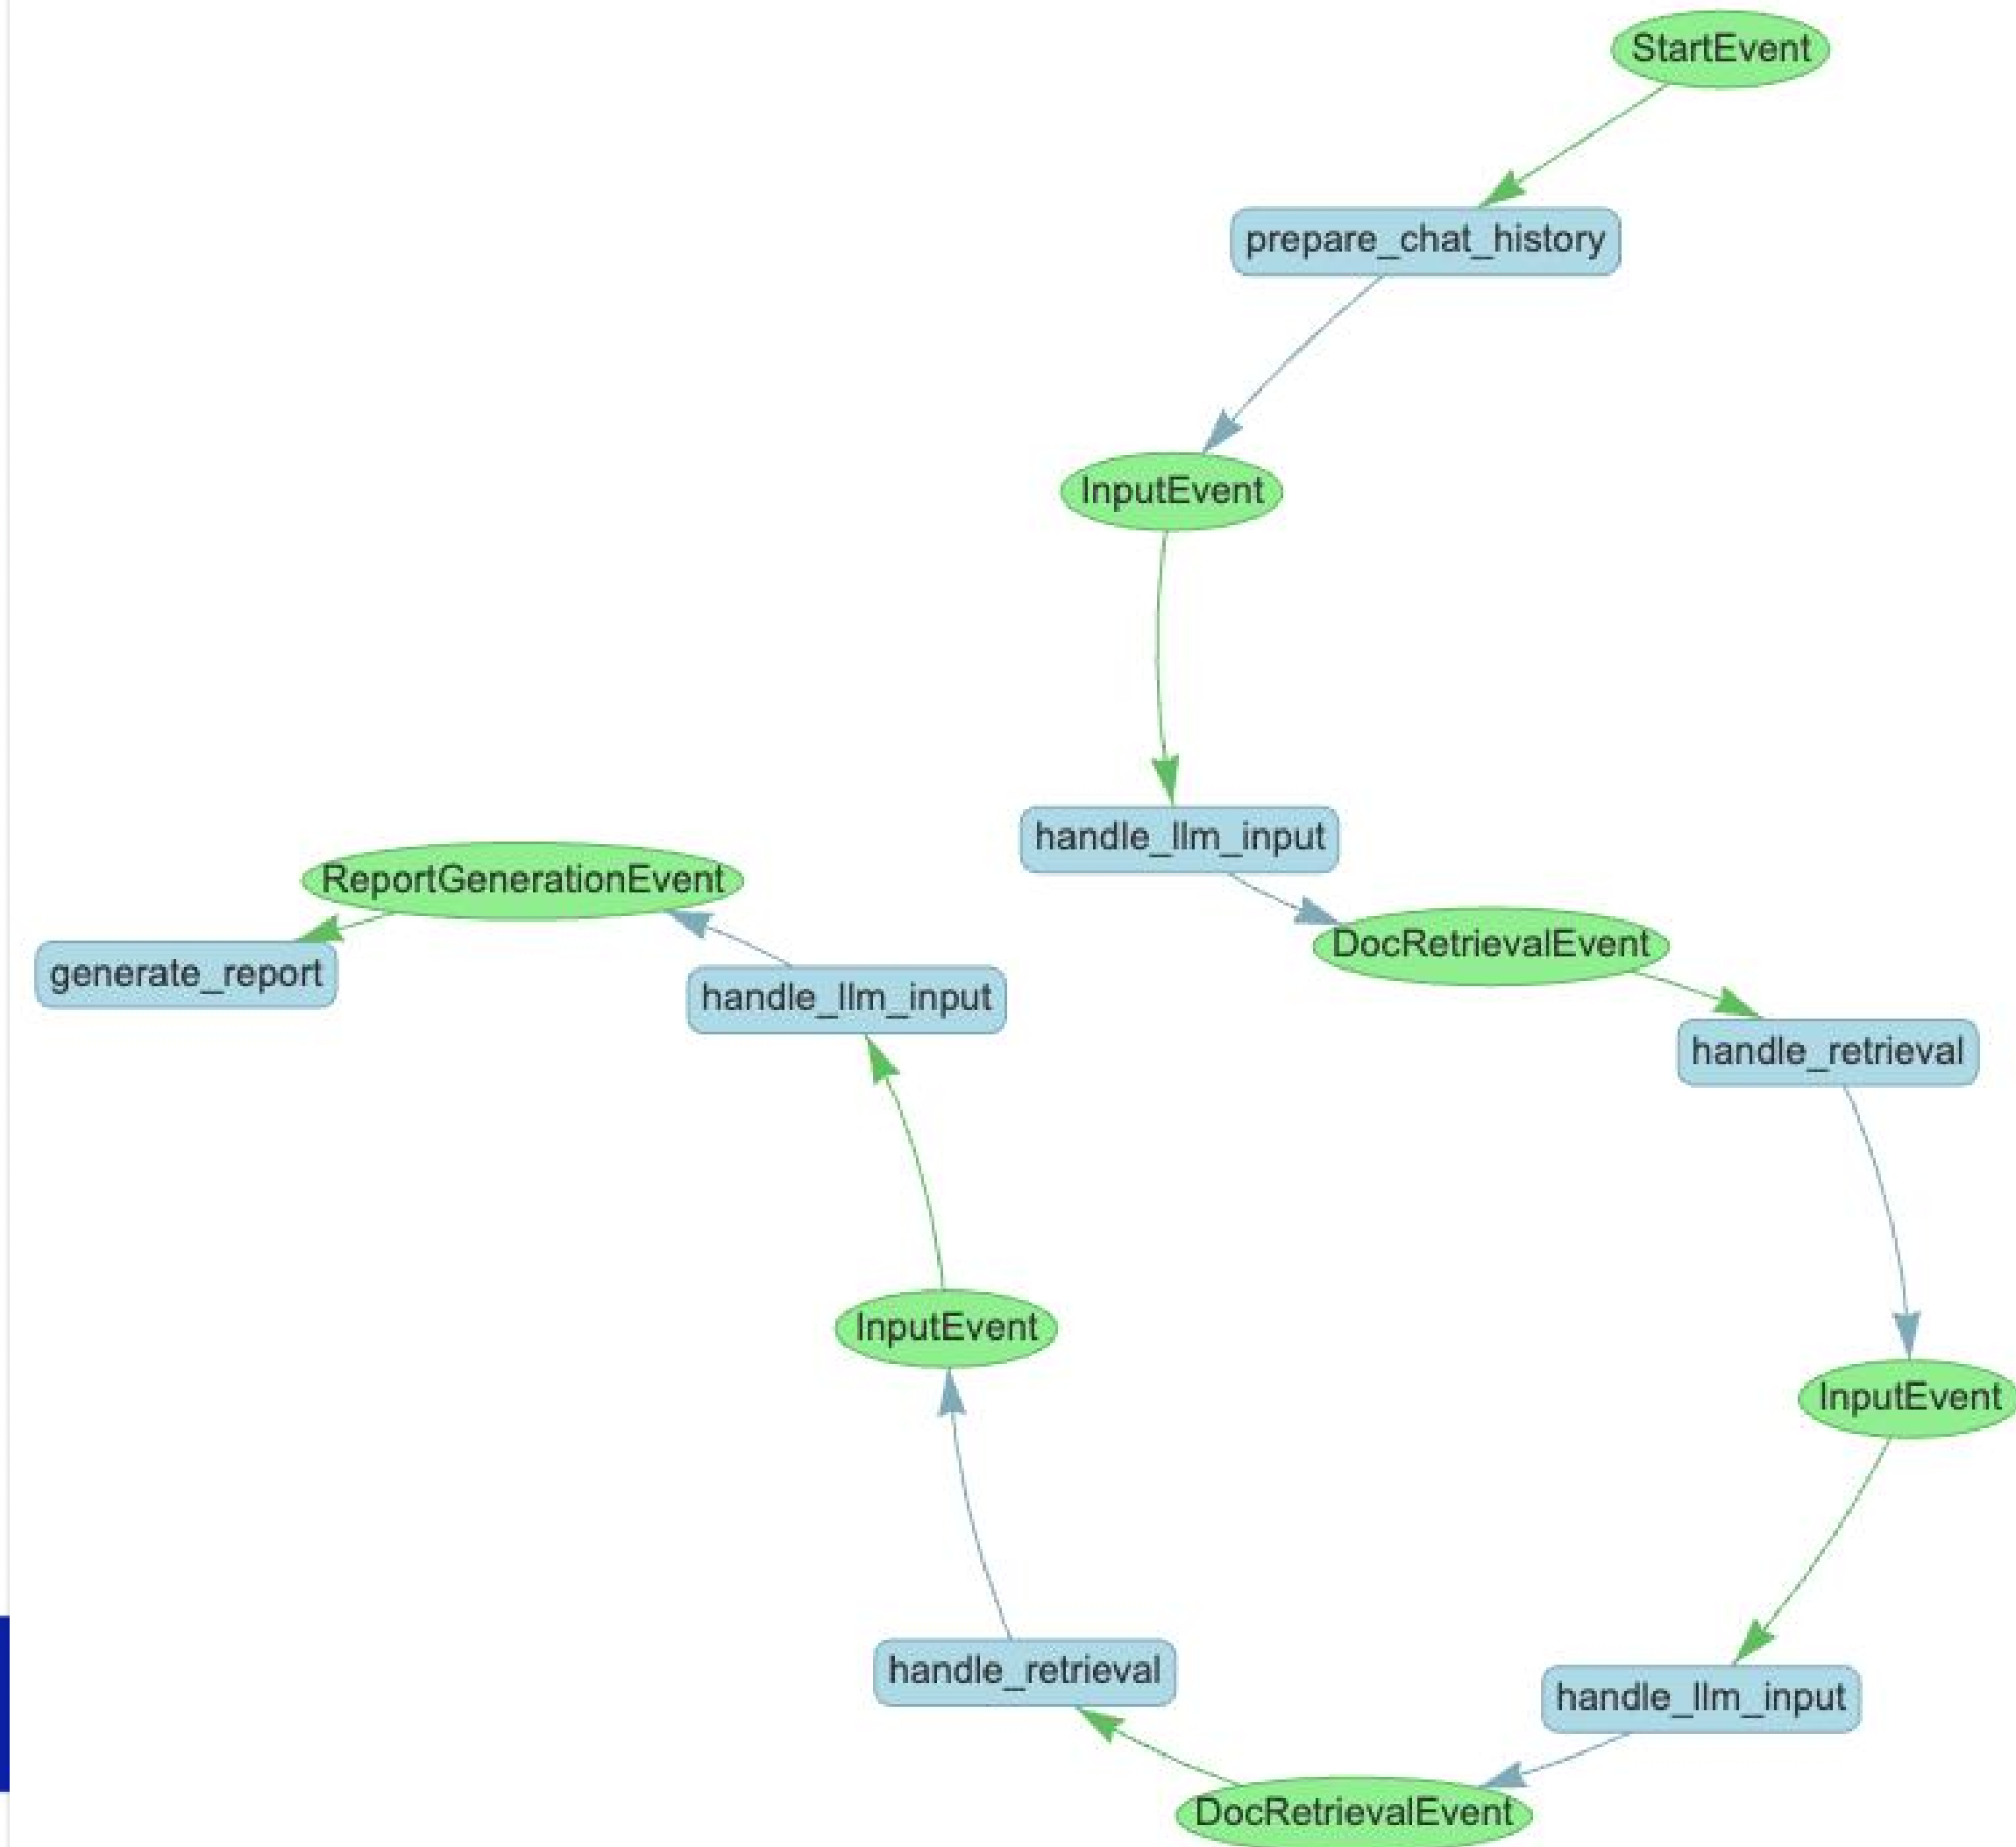 StartEvent
prepare_chat_history
InputEvent
handle_llm_input
DocRetrievalEvent
handle_retrieval
InputEvent
handle_llm_input
DocRetrievalEvent
handle_retrieval
InputEvent
handle_llm_input
ReportGenerationEvent
generate_report